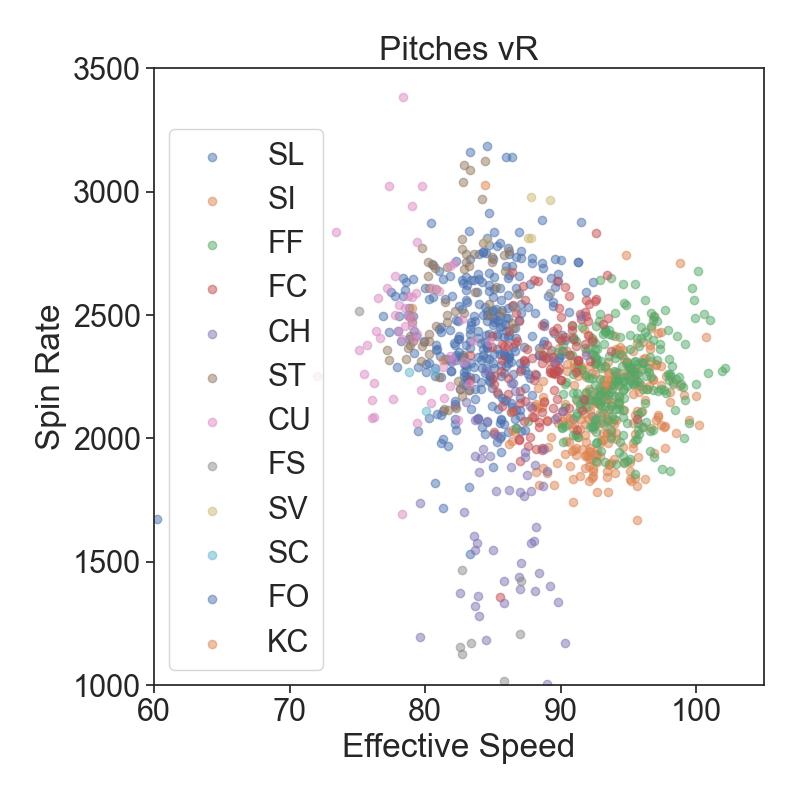 Pitches vR
3500
3000
2500
2000
1500
1000
Spin Rate
SL
SI
FF
FC
CH
ST
CU
FS
SV
SC
FO
KC
60 70 80 90 100
Effective Speed